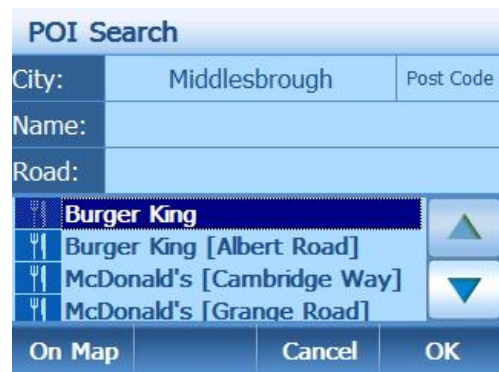 POI Search
City: Middlesbrough Post Code
Name:
Road:
Burger King
Burger King [Albert Road]
McDonald's [Cambridge Way]
McDonald's [Grange Road]
On Map Cancel OK